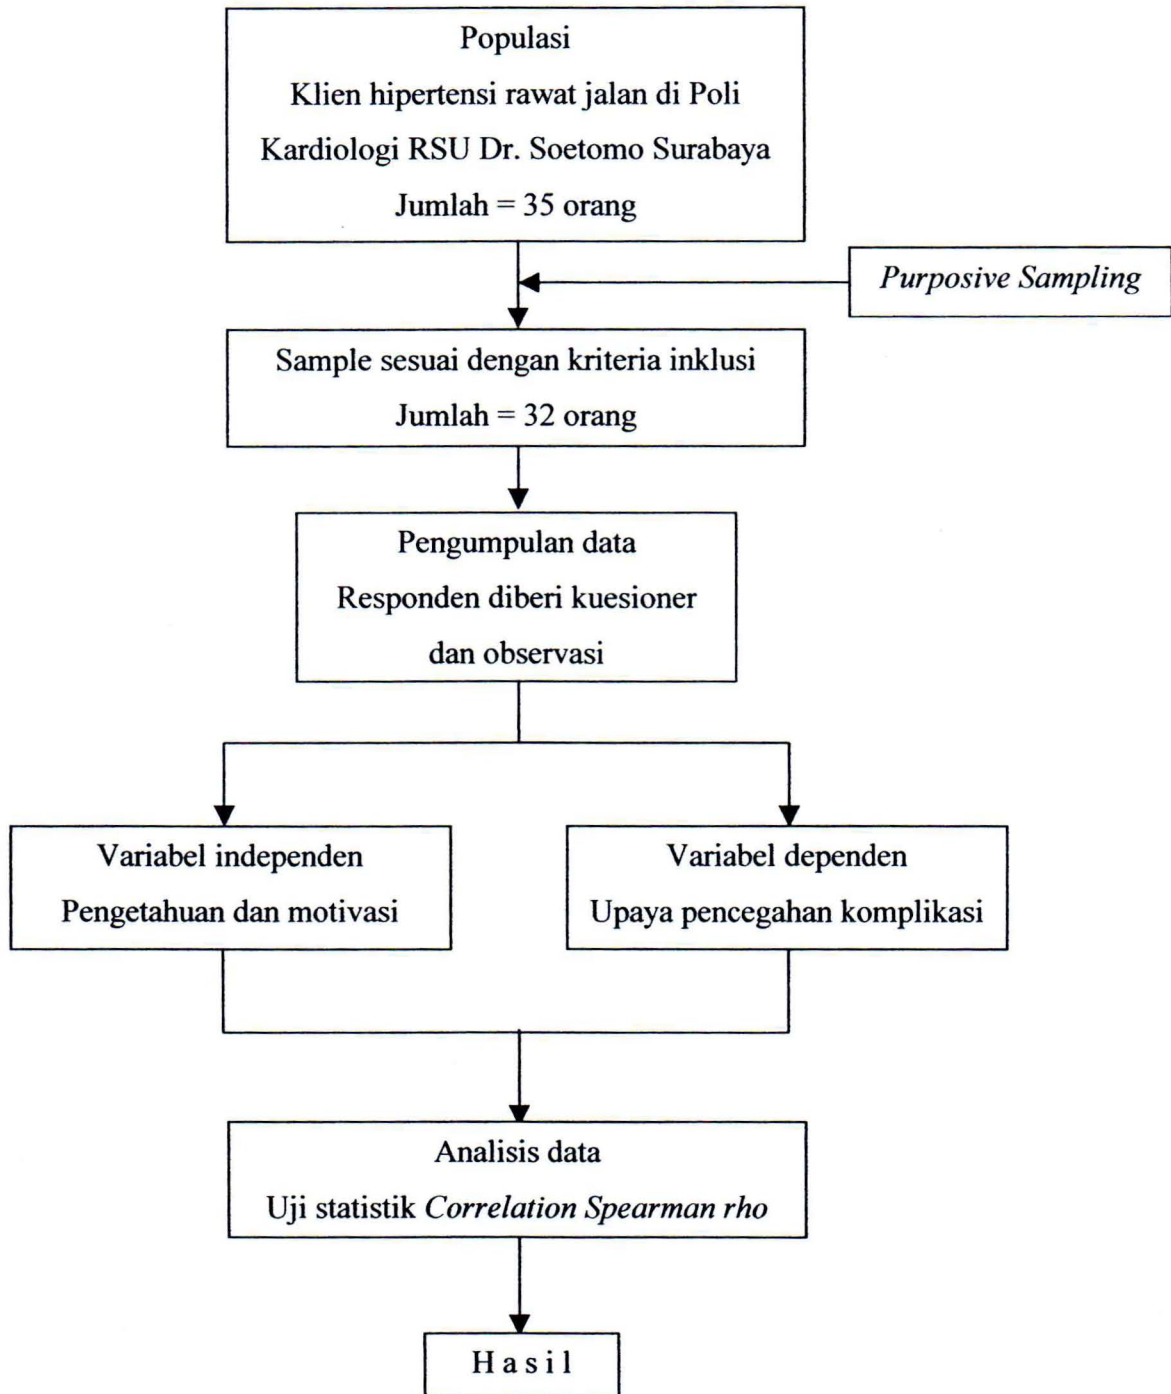 Populasi
Klien hipertensi rawat jalan di Poli
Kardiologi RSU Dr. Soetomo Surabaya
Jumlah = 35 orang
Purposive Sampling
Sample sesuai dengan kriteria inklusi
Jumlah = 32 orang
Pengumpulan data
Responden diberi kuesioner
dan observasi
Variabel independen
Pengetahuan dan motivasi
Variabel dependen
Upaya pencegahan komplikasi
Analisis data
Uji statistik Correlation Spearman rho
H a s i l